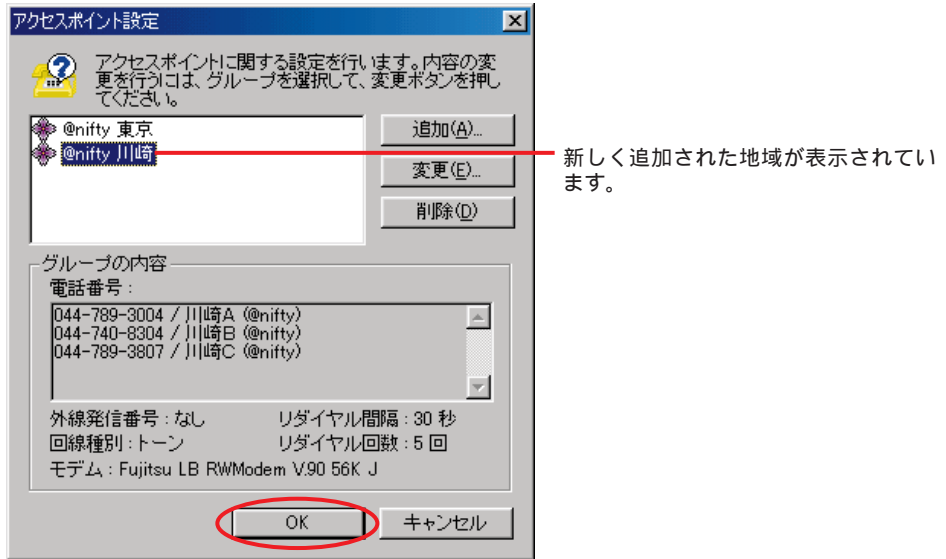 アクセスポイント設定
アクセスポイントに関する設定を行います。内容の変
更を行うには、グループを選択して、変更ボタンを押し
てください。
@nifty 東京
@nifty 川崎
追加(A)...
変更(E)...
削除(D)
新しく追加された地域が表示されてい
ます。
グループの内容
電話番号:
044-789-3004 / 川崎A (@nifty)
044-740-8304 / 川崎B (@nifty)
044-789-3807 / 川崎C (@nifty)
外線発信番号:なし リダイヤル間隔:30 秒
回線種別:トーン リダイヤル回数:5 回
モデム:Fujitsu LB RWModem V.90 56K J
OK キャンセル